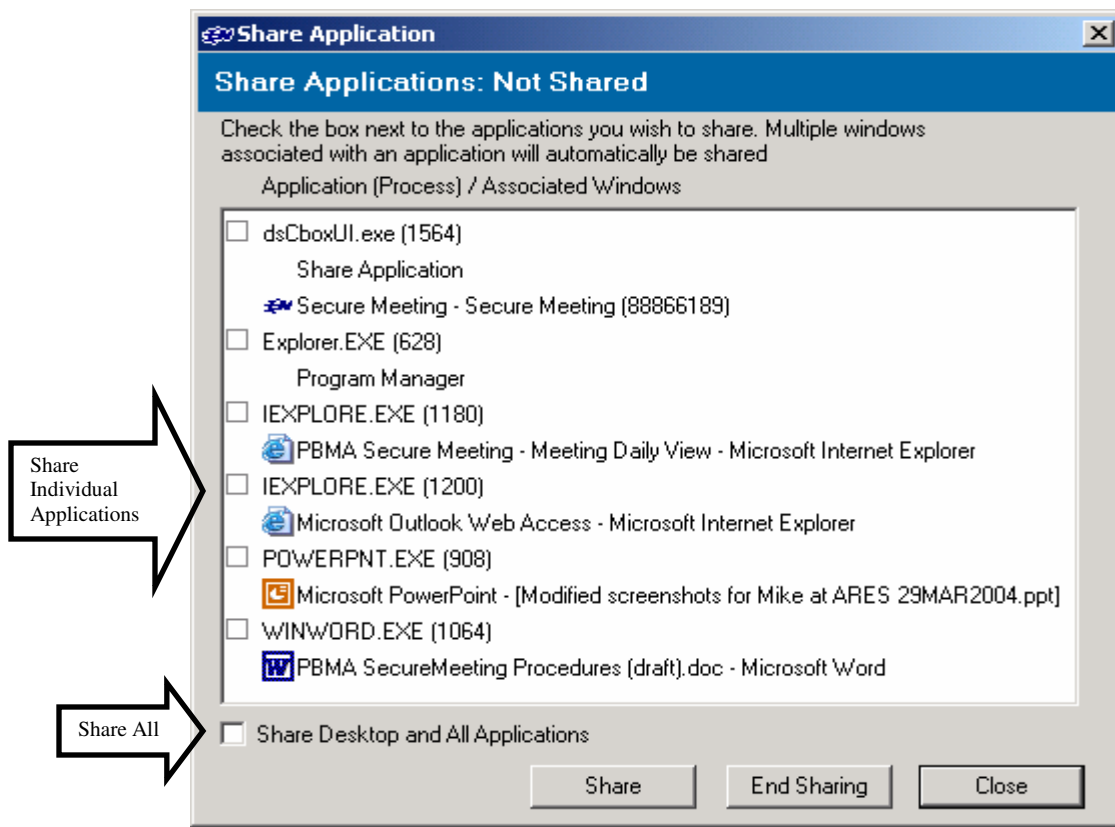 Share Application
Share Applications: Not Shared
Check the box next to the applications you wish to share. Multiple windows
associated with an application will automatically be shared
Application (Process) / Associated Windows
dsCboxUI.exe (1564)
Share Application
Secure Meeting - Secure Meeting (88866189)
Explorer.EXE (628)
Program Manager
IEXPLORE.EXE (1180)
PBMA Secure Meeting - Meeting Daily View - Microsoft Internet Explorer
IEXPLORE.EXE (1200)
Microsoft Outlook Web Access - Microsoft Internet Explorer
POWERPNT.EXE (908)
Microsoft PowerPoint - [Modified screenshots for Mike at ARES 29MAR2004.ppt]
WINWORD.EXE (1064)
PBMA SecureMeeting Procedures (draft).doc - Microsoft Word
Share
Individual
Applications
Share All
Share Desktop and All Applications
Share
End Sharing
Close